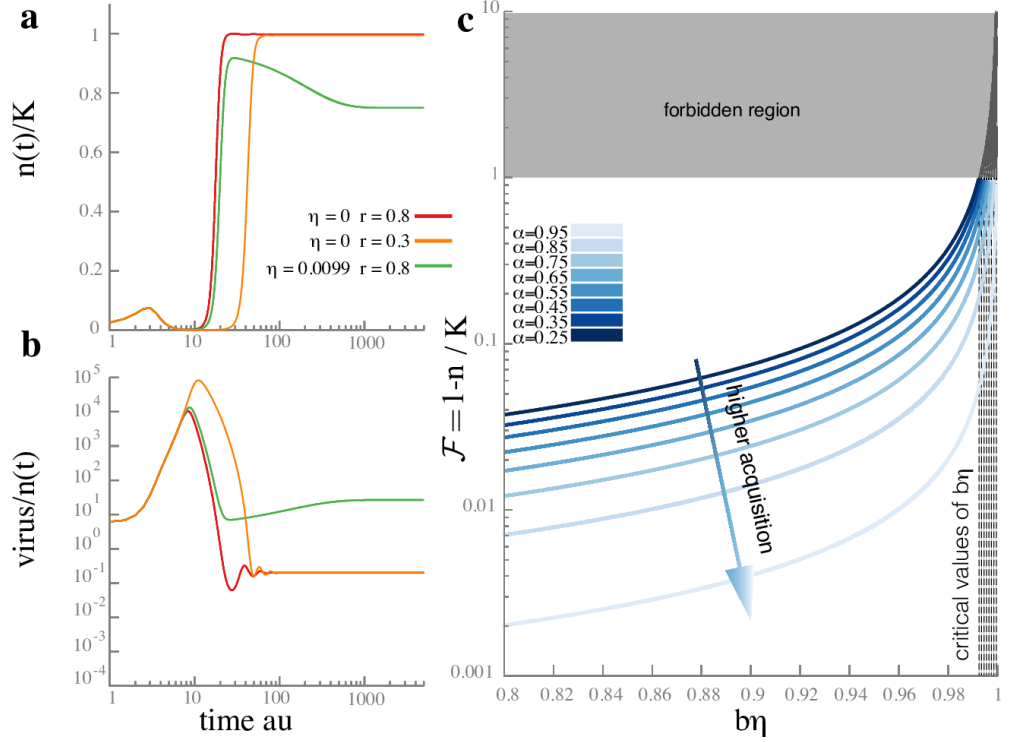 a
n(t)/K
1
0.8
0.6
0.4
0.2
0
1
10
100
1000
η = 0 r = 0.8
η = 0 r = 0.3
η = 0.0099 r = 0.8
b
virus/n(t)
10^5
10^4
10^3
10^2
10^1
10^0
10^-1
10^-2
10^-3
10^-4
1
10
100
1000
time au
c
ℱ = 1-n / K
10
1
0.1
0.01
0.001
forbidden region
α=0.95
α=0.85
α=0.75
α=0.65
α=0.55
α=0.45
α=0.35
α=0.25
higher acquisition
critical values of bη
0.8
0.82
0.84
0.86
0.88
0.9
0.92
0.94
0.96
0.98
1
bη